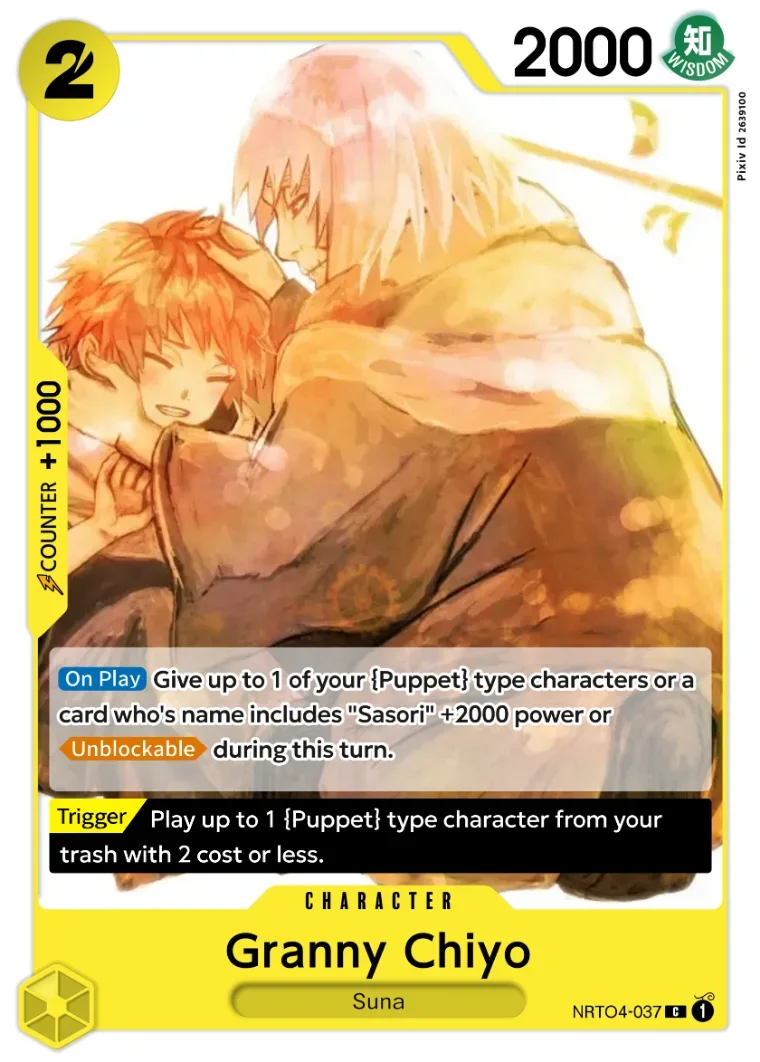 2
2000
知
WISDOM
Pixiv Id 2639100
COUNTER +1000
On Play Give up to 1 of your {Puppet} type characters or a
card who's name includes "Sasori" +2000 power or
Unblockable during this turn.
Trigger Play up to 1 {Puppet} type character from your
trash with 2 cost or less.
CHARACTER
Granny Chiyo
Suna
NRTO4-037 C 1